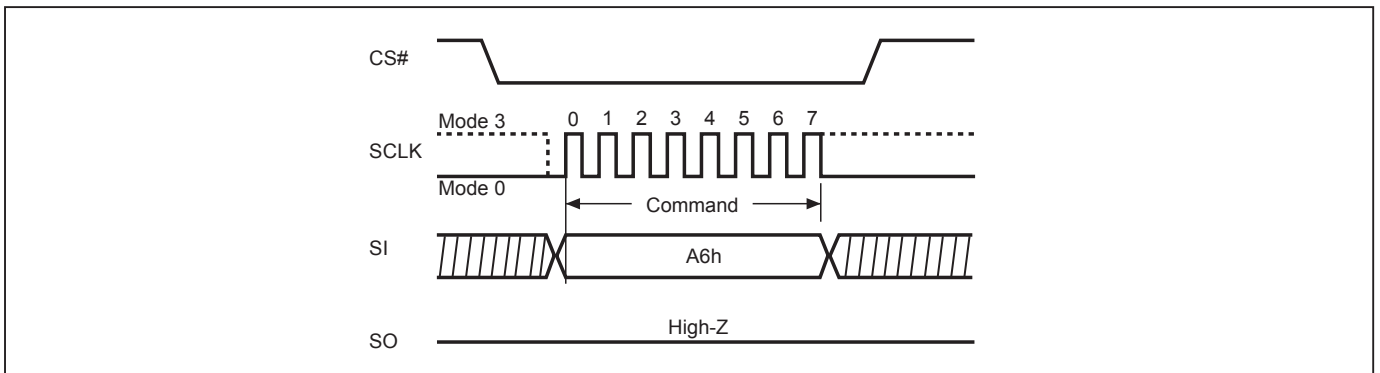 CS#
Mode 3
0 1 2 3 4 5 6 7
SCLK
Mode 0
Command
SI
A6h
High-Z
SO